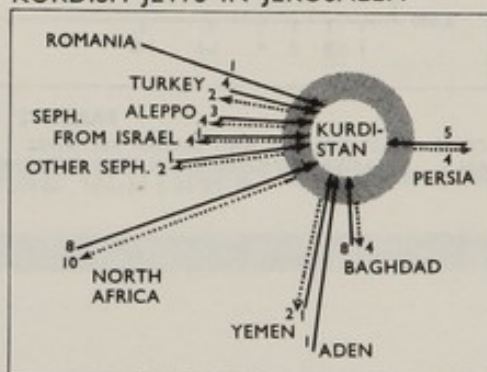 KURDISH JEWS IN JERUSALEM
ROMANIA
1
TURKEY 4
2
SEPH. ALEPPO 3
4
FROM ISRAEL 1
4
OTHER SEPH. 1
2
KURDI-
STAN
5
4
PERSIA
8 4
BAGHDAD
8
10
NORTH
AFRICA
2 1
YEMEN
1
ADEN